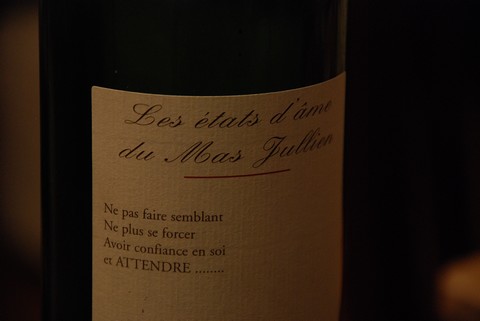 Les états d'âme
du Mas Jullien
Ne pas faire semblant
Ne plus se forcer
Avoir confiance en soi
et ATTENDRE ........